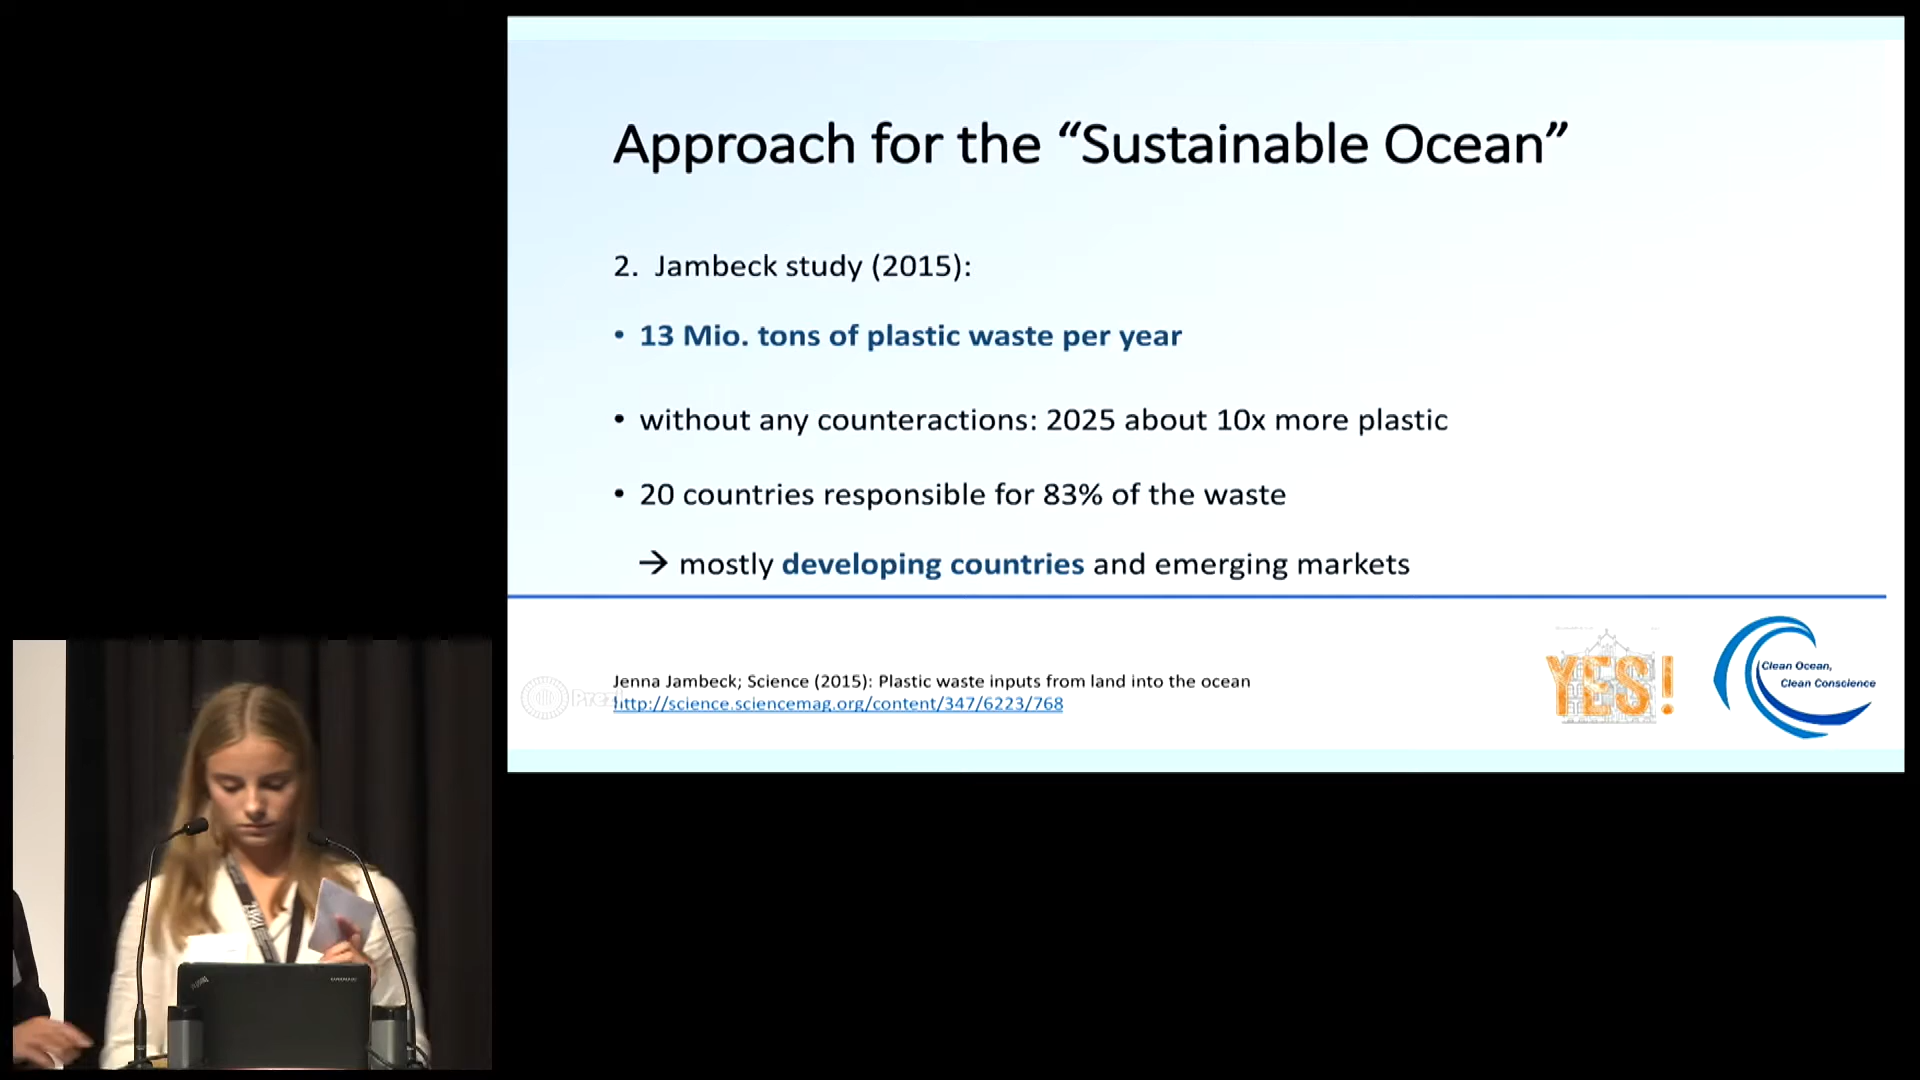 Approach for the “Sustainable Ocean”
2. Jambeck study (2015):
• 13 Mio. tons of plastic waste per year
• without any counteractions: 2025 about 10x more plastic
• 20 countries responsible for 83% of the waste
→ mostly developing countries and emerging markets
Jenna Jambeck; Science (2015): Plastic waste inputs from land into the ocean
http://science.sciencemag.org/content/347/6223/768
Prezi
YES!
Clean Ocean,
Clean Conscience